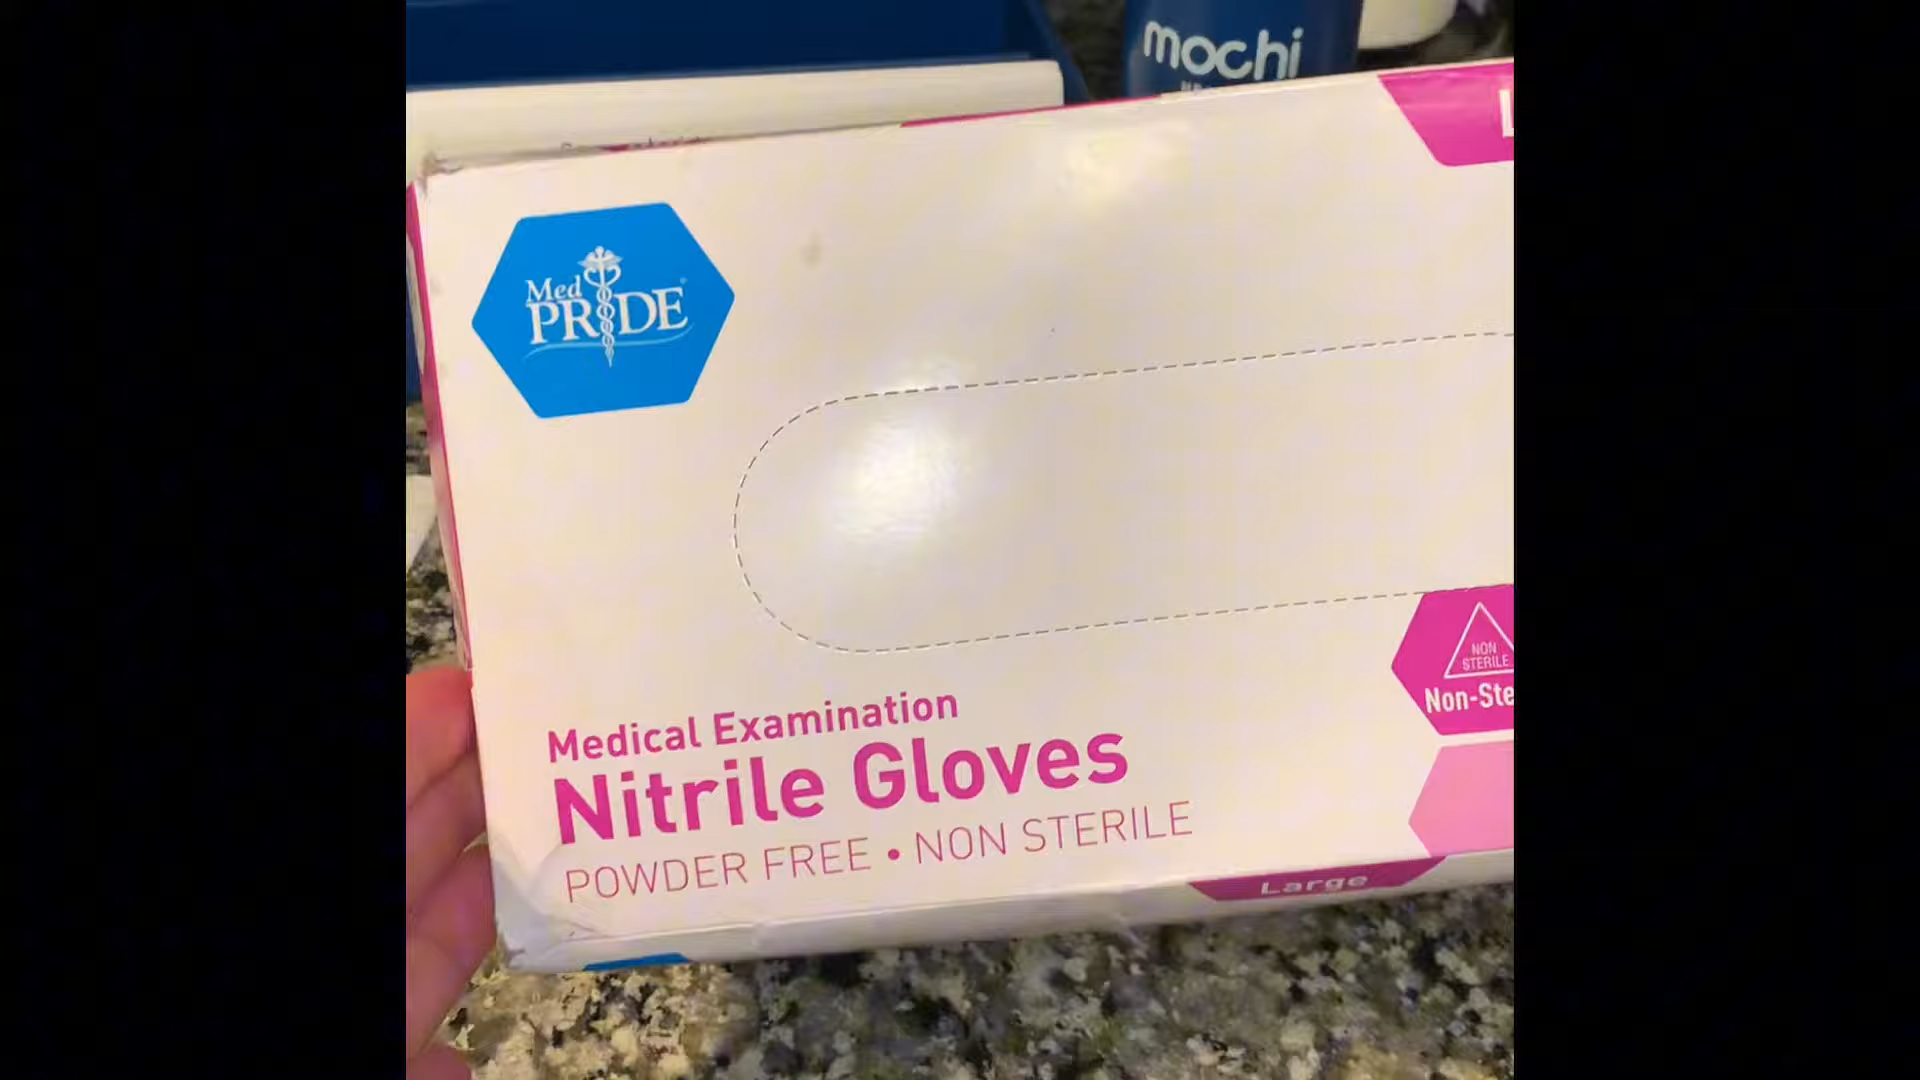 mochi
L
Med
PRIDE
NON
STERILE
Non-Ste
Medical Examination
Nitrile Gloves
POWDER FREE • NON STERILE
Large